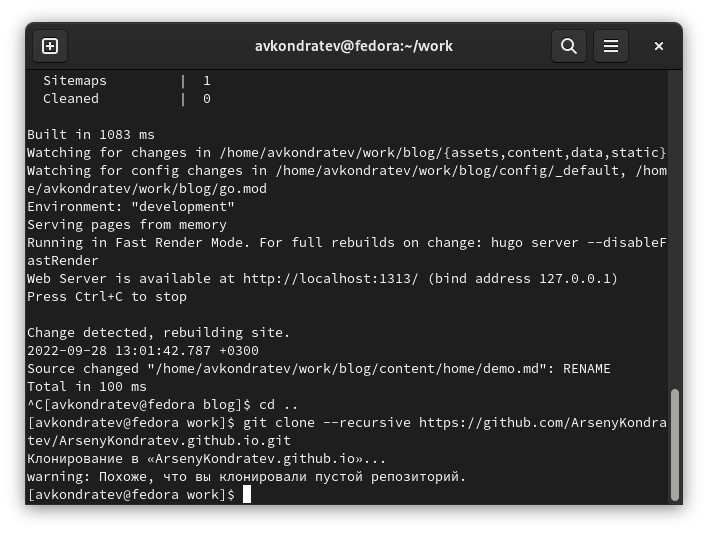 avkondratev@fedora:~/work
Sitemaps | 1
Cleaned | 0
Built in 1083 ms
Watching for changes in /home/avkondratev/work/blog/{assets,content,data,static}
Watching for config changes in /home/avkondratev/work/blog/config/_default, /hom
e/avkondratev/work/blog/go.mod
Environment: "development"
Serving pages from memory
Running in Fast Render Mode. For full rebuilds on change: hugo server --disableF
astRender
Web Server is available at http://localhost:1313/ (bind address 127.0.0.1)
Press Ctrl+C to stop
Change detected, rebuilding site.
2022-09-28 13:01:42.787 +0300
Source changed "/home/avkondratev/work/blog/content/home/demo.md": RENAME
Total in 100 ms
^C[avkondratev@fedora blog]$ cd ..
[avkondratev@fedora work]$ git clone --recursive https://github.com/ArsenyKondra
tev/ArsenyKondratev.github.io.git
Клонирование в «ArsenyKondratev.github.io»...
warning: Похоже, что вы клонировали пустой репозиторий.
[avkondratev@fedora work]$